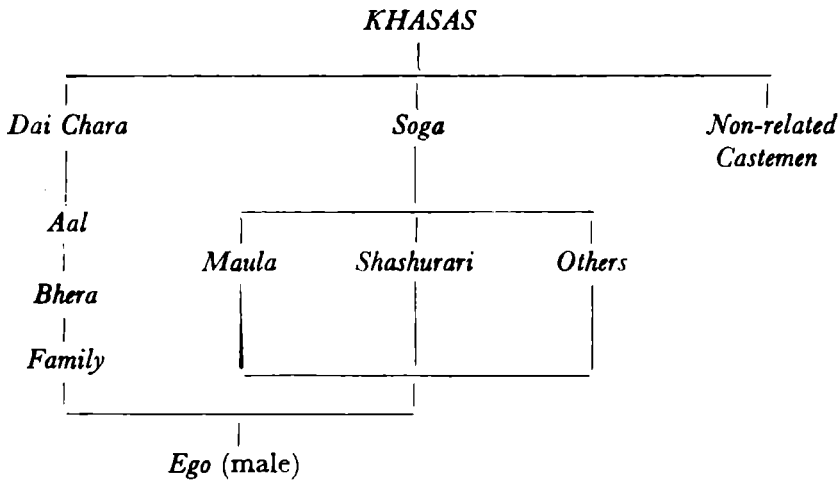 KHASAS
Dai Chara Soga Non-related
Castemen
Aal
Maula Shashurari Others
Bhera
Family
Ego (male)